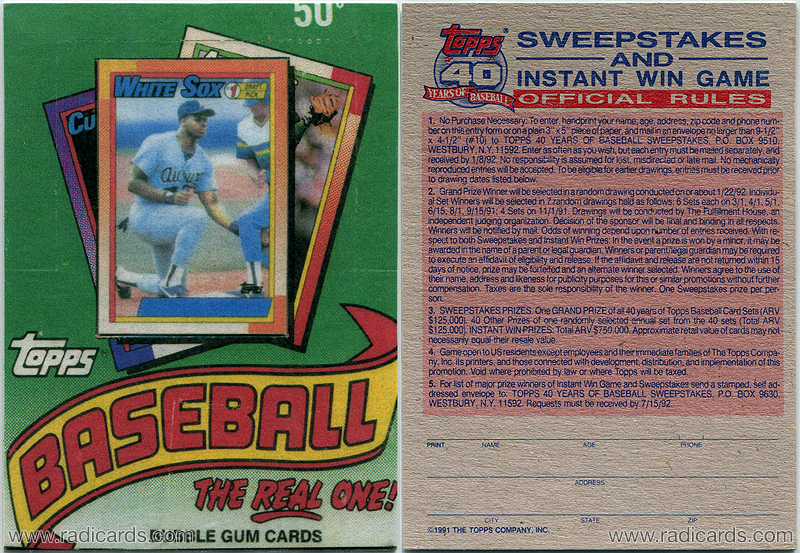 50¢
WHITE SOX #1 DRAFT PICK
CU
Topps
Topps®
BASEBALL
THE REAL ONE!
BUBBLE GUM CARDS
www.radicards.com
Topps®
40
YEARS OF BASEBALL
SWEEPSTAKES
AND
INSTANT WIN GAME
OFFICIAL RULES
1. No Purchase Necessary: To enter, handprint your name, age, address, zip code and phone num-
ber on this entry form or on a plain 3" x 5" piece of paper, and mail in an envelope no larger than 9-1/2"
x 4-1/2" (#10) to TOPPS 40 YEARS OF BASEBALL SWEEPSTAKES, P.O. BOX 9510,
WESTBURY, N.Y. 11592. Enter as often as you wish, but each entry must be mailed separately, and
received by 1/8/92. No responsibility is assumed for lost, misdirected or late mail. No mechanically
reproduced entries will be accepted. To be eligible for earlier drawings, entries must be received prior
to drawing dates listed below.
2. Grand Prize Winner will be selected in a random drawing conducted on or about 1/22/92. Individu-
al Set Winners will be selected in 7 random drawings held as follows: 6 Sets each on 3/1, 4/1, 5/1,
6/15, 8/1, 9/15/91; 4 Sets on 11/1/91. Drawings will be conducted by The Fulfillment House, an
independent judging organization. Decision of the sponsor will be final and binding in all respects.
Winners will be notified by mail. Odds of winning depend upon number of entries received. With re-
spect to both Sweepstakes and Instant Win Prizes: In the event a prize is won by a minor, it may be
awarded in the name of a parent or legal guardian. Winners or parent/legal guardian may be required
to execute an affidavit of eligibility and release. If the affidavit and release are not returned within 15
days of notice, prize may be forfeited and an alternate winner selected. Winners agree to the use of
their name, address and likeness for publicity purposes for this or similar promotions without further
compensation. Taxes are the sole responsibility of the winner. One Sweepstakes prize per per-
son.
3. SWEEPSTAKES PRIZES: One GRAND PRIZE of all 40 years of Topps Baseball Card Sets (ARV
$125,000). 40 Other Prizes of one randomly selected annual set from the 40 sets (Total ARV
$125,000). INSTANT WIN PRIZES: Total ARV $750,000. Approximate retail value of cards may not
necessarily equal their resale value.
4. Game open to US residents except employees and their immediate families of The Topps Compa-
ny, Inc. its agents, and those connected with development, distribution, and implementation of this
promotion. Void where prohibited by law or where Topps will be taxed.
5. For list of major prize winners of Instant Win Game and Sweepstakes send a stamped, self ad-
dressed envelope to: TOPPS 40 YEARS OF BASEBALL SWEEPSTAKES, P.O. BOX 9630,
WESTBURY, N.Y. 11592. Requests must be received by 7/15/92.
PRINT NAME AGE PHONE
ADDRESS
CITY STATE ZIP
©1991 THE TOPPS COMPANY, INC.
www.radicards.com